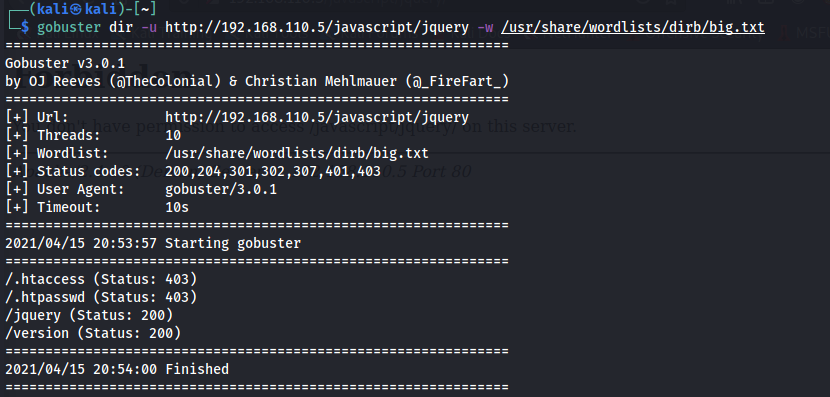 ┌──(kali㉿kali)-[~]
└─$ gobuster dir -u http://192.168.110.5/javascript/jquery -w /usr/share/wordlists/dirb/big.txt
===============================================================
Gobuster v3.0.1
by OJ Reeves (@TheColonial) & Christian Mehlmauer (@_FireFart_)
===============================================================
[+] Url:            http://192.168.110.5/javascript/jquery
[+] Threads:        10
[+] Wordlist:       /usr/share/wordlists/dirb/big.txt
[+] Status codes:   200,204,301,302,307,401,403
[+] User Agent:     gobuster/3.0.1
[+] Timeout:        10s
===============================================================
2021/04/15 20:53:57 Starting gobuster
===============================================================
/.htaccess (Status: 403)
/.htpasswd (Status: 403)
/jquery (Status: 200)
/version (Status: 200)
===============================================================
2021/04/15 20:54:00 Finished
===============================================================